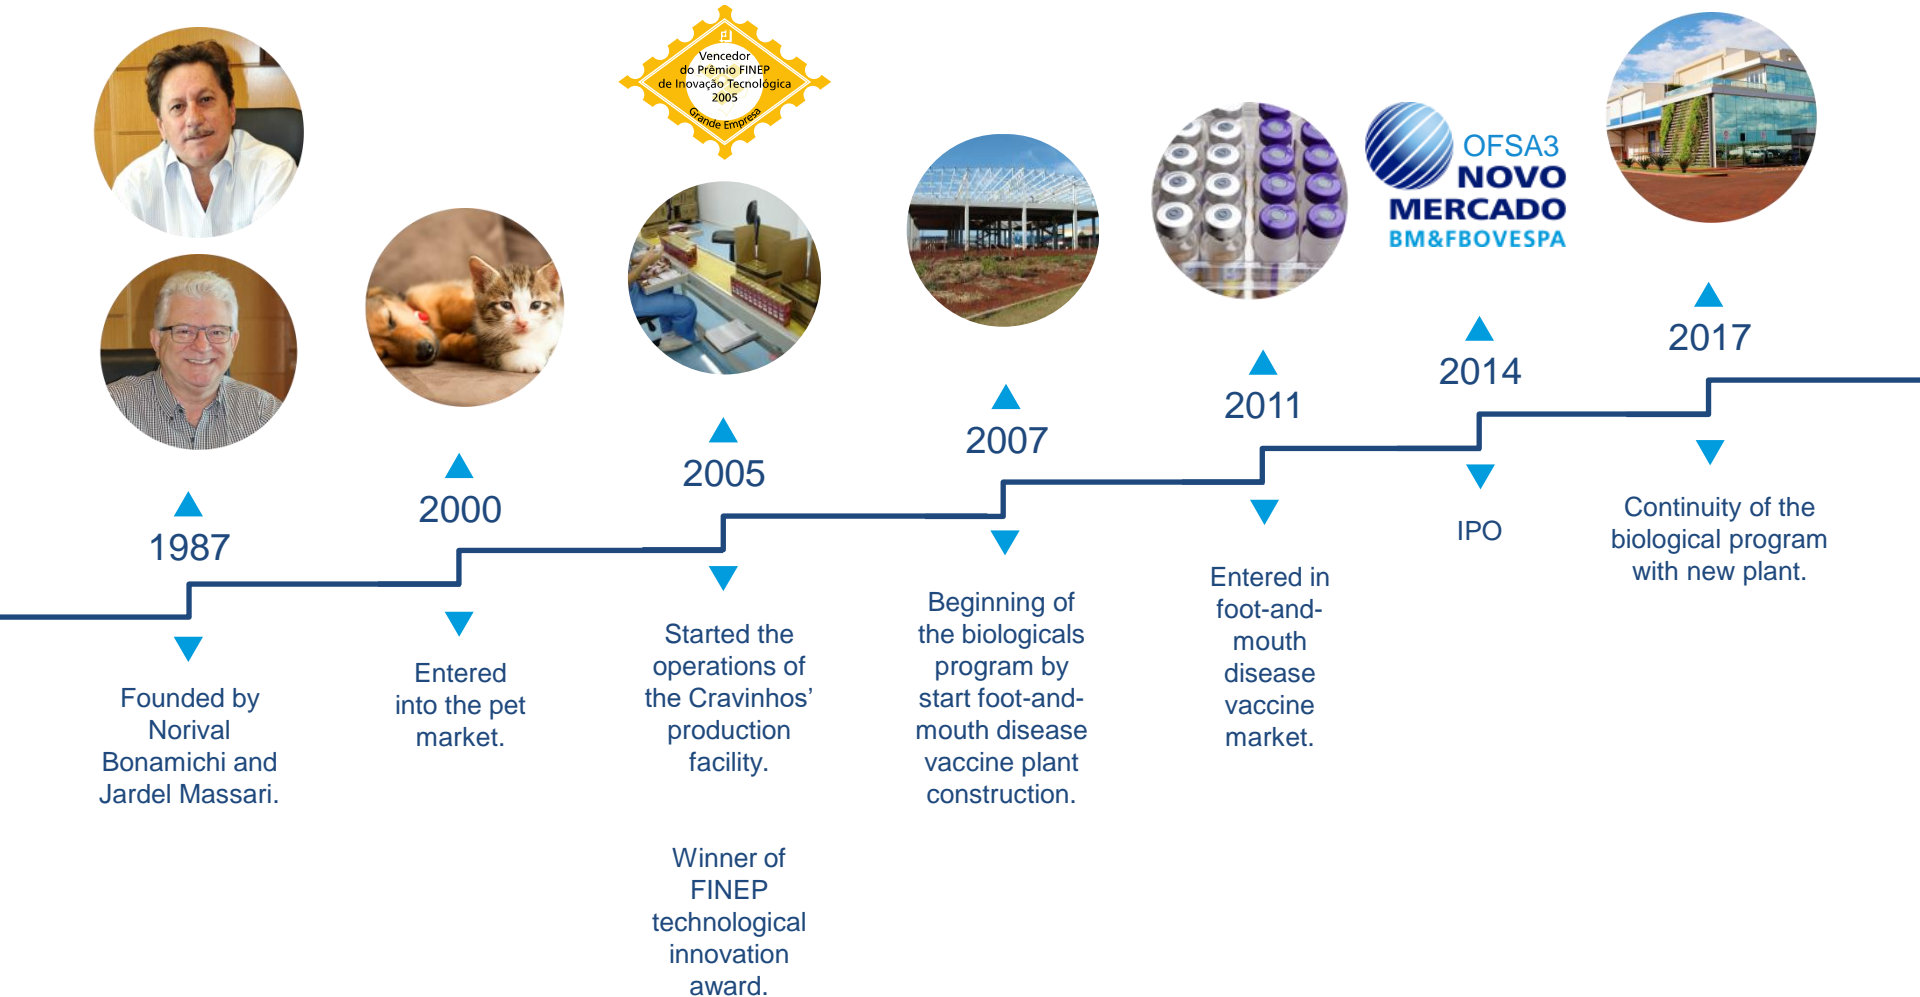 Vencedor
do Prêmio FINEP
de Inovação Tecnológica
2005
Grande Empresa
OFSA3
NOVO
MERCADO
BM&FBOVESPA
1987
Founded by
Norival
Bonamichi and
Jardel Massari.
2000
Entered
into the pet
market.
2005
Started the
operations of
the Cravinhos’
production
facility.
Winner of
FINEP
technological
innovation
award.
2007
Beginning of
the biologicals
program by
start foot-and-
mouth disease
vaccine plant
construction.
2011
Entered in
foot-and-
mouth
disease
vaccine
market.
2014
IPO
2017
Continuity of the
biological program
with new plant.